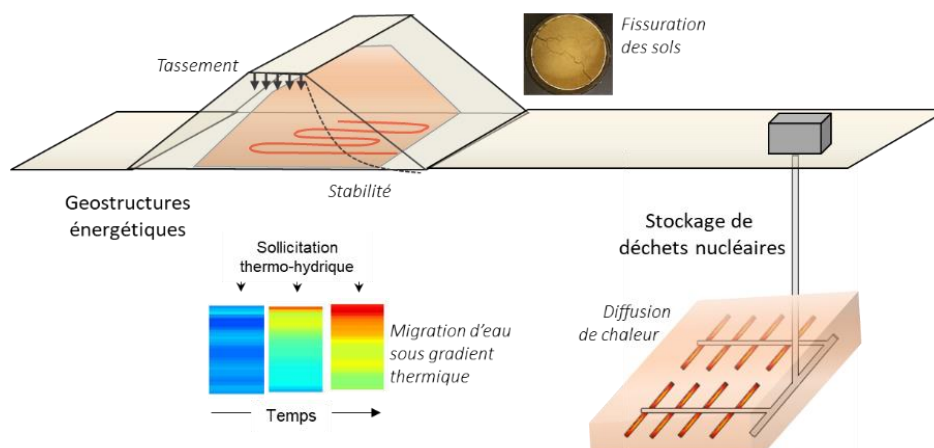 Fissuration
des sols
Tassement
Stabilité
Geostructures
énergétiques
Stockage de
déchets nucléaires
Sollicitation
thermo-hydrique
Diffusion
de chaleur
Migration d'eau
sous gradient
thermique
Temps